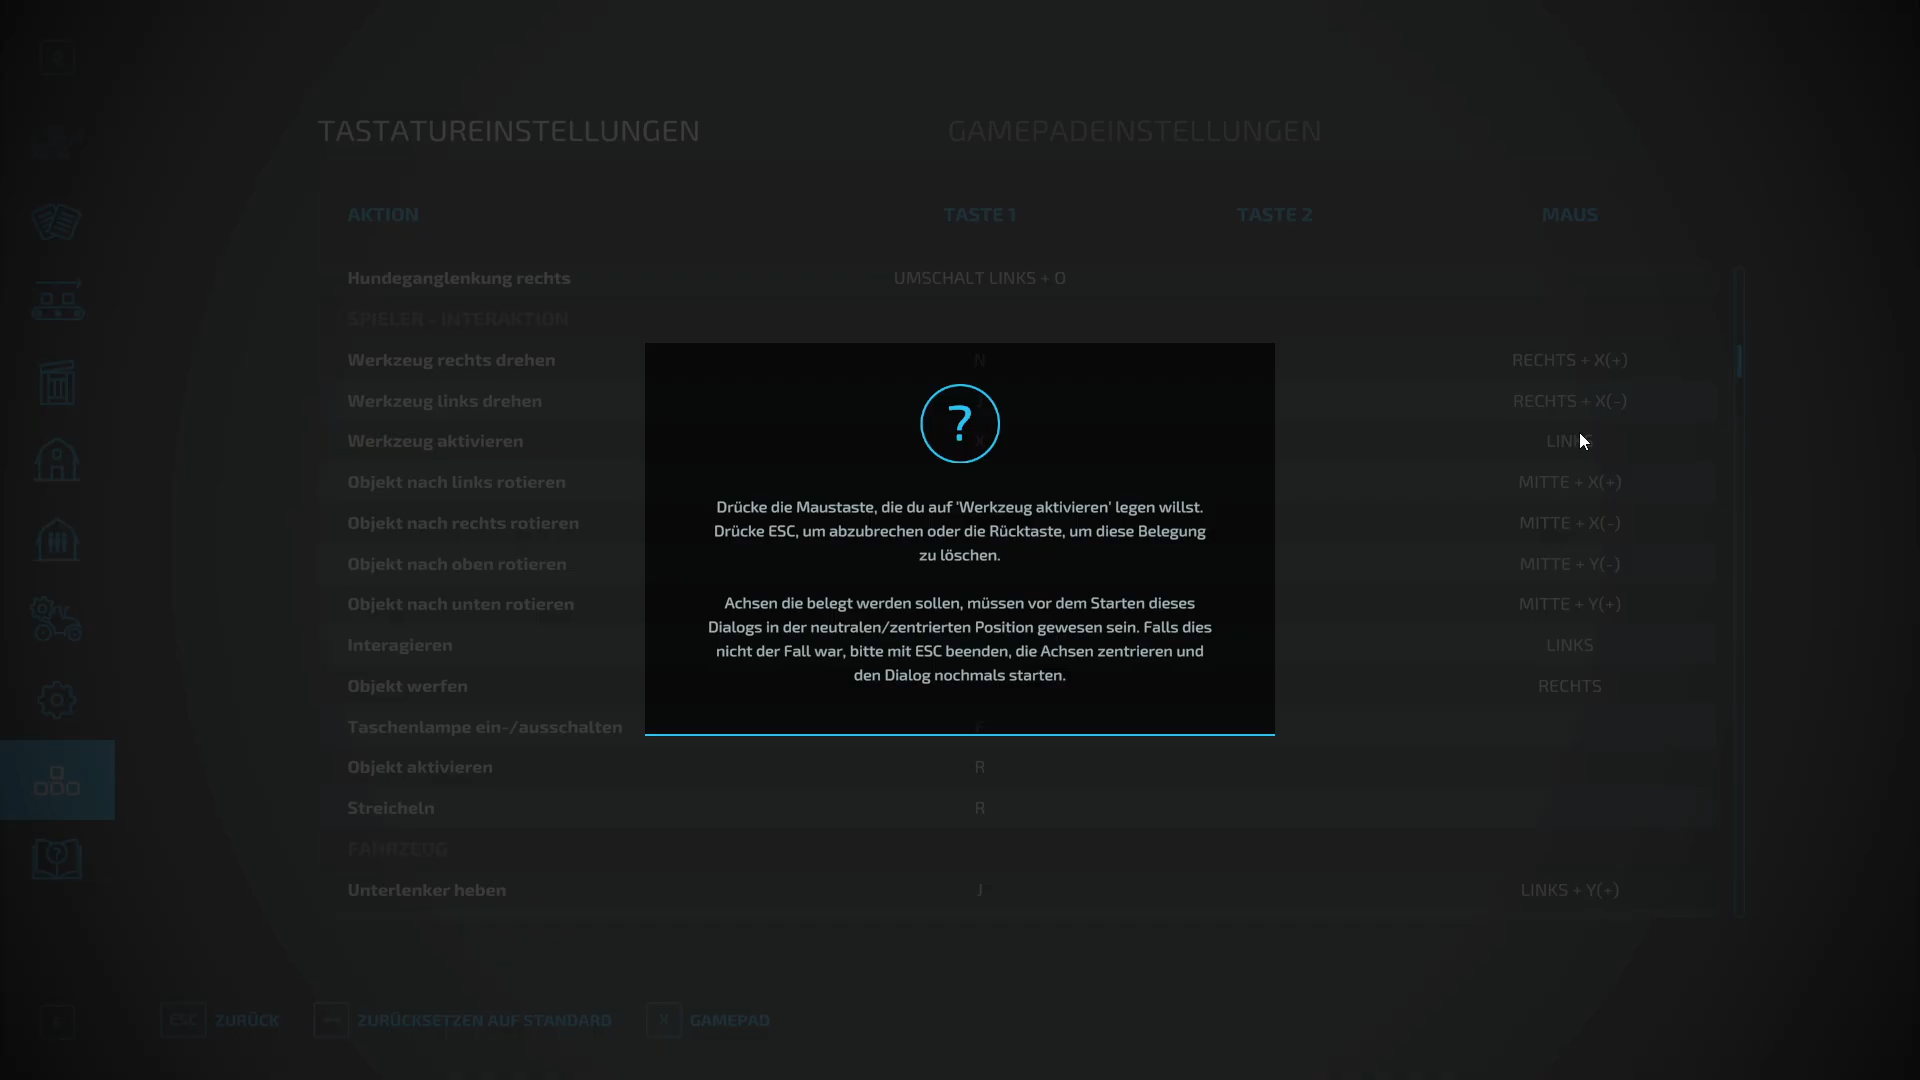 TASTATUREINSTELLUNGEN GAMEPADEINSTELLUNGEN
AKTION TASTE 1 TASTE 2 MAUS
Hundeganglenkung rechts UMSCHALT LINKS + O
SPIELER - INTERAKTION
Werkzeug rechts drehen N RECHTS + X(+)
Werkzeug links drehen RECHTS + X(-)
Werkzeug aktivieren LINKS
Objekt nach links rotieren MITTE + X(+)
Objekt nach rechts rotieren MITTE + X(-)
Objekt nach oben rotieren MITTE + Y(-)
Objekt nach unten rotieren MITTE + Y(+)
Interagieren LINKS
Objekt werfen RECHTS
Taschenlampe ein-/ausschalten F
Objekt aktivieren R
Streicheln R
FAHRZEUG
Unterlenker heben J LINKS + Y(+)
?
Drücke die Maustaste, die du auf 'Werkzeug aktivieren' legen willst.
Drücke ESC, um abzubrechen oder die Rücktaste, um diese Belegung
zu löschen.
Achsen die belegt werden sollen, müssen vor dem Starten dieses
Dialogs in der neutralen/zentrierten Position gewesen sein. Falls dies
nicht der Fall war, bitte mit ESC beenden, die Achsen zentrieren und
den Dialog nochmals starten.
ESC ZURÜCK ZURÜCKSETZEN AUF STANDARD X GAMEPAD